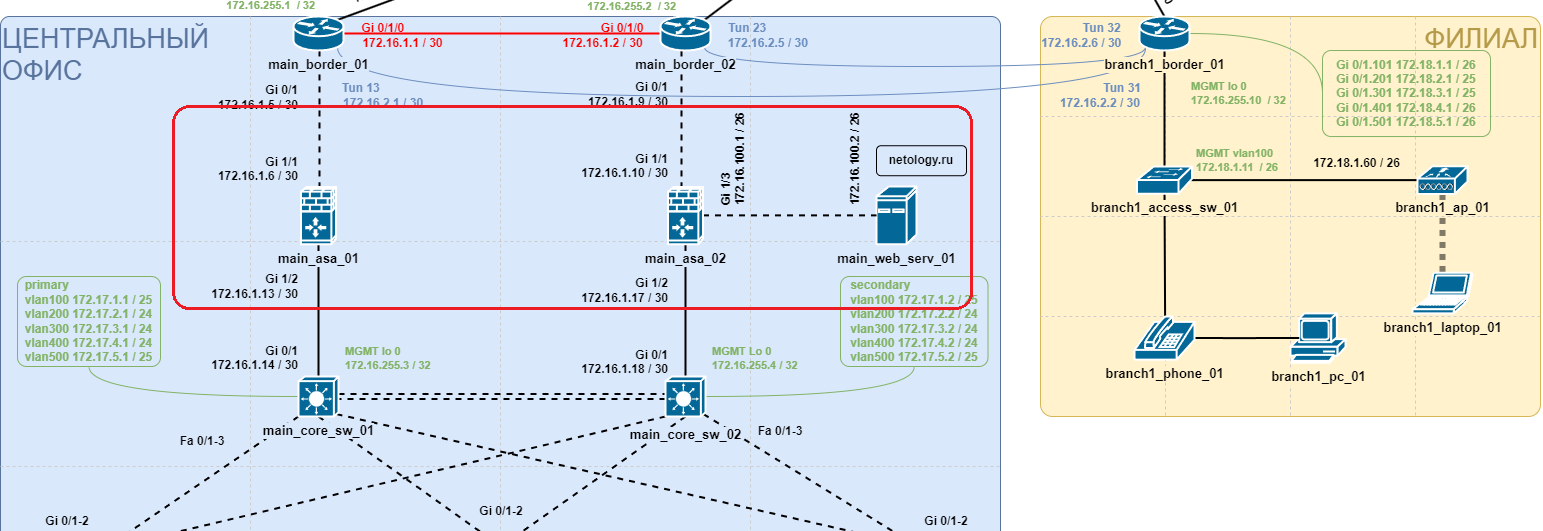 172.16.255.1 / 32
172.16.255.2 / 32
ЦЕНТРАЛЬНЫЙ
ОФИС
Gi 0/1/0
172.16.1.1 / 30
Gi 0/1/0
172.16.1.2 / 30
Tun 23
172.16.2.5 / 30
main_border_01
main_border_02
Gi 0/1
172.16.1.5 / 30
Tun 13
172.16.2.1 / 30
Gi 0/1
172.16.1.9 / 30
Gi 1/1
172.16.1.6 / 30
Gi 1/1
172.16.1.10 / 30
Gi 1/3
172.16.100.1 / 26
172.16.100.2 / 26
netology.ru
main_asa_01
main_asa_02
main_web_serv_01
Gi 1/2
172.16.1.13 / 30
Gi 1/2
172.16.1.17 / 30
primary
vlan100 172.17.1.1 / 25
vlan200 172.17.2.1 / 24
vlan300 172.17.3.1 / 24
vlan400 172.17.4.1 / 24
vlan500 172.17.5.1 / 25
secondary
vlan100 172.17.1.2 / 25
vlan200 172.17.2.2 / 24
vlan300 172.17.3.2 / 24
vlan400 172.17.4.2 / 24
vlan500 172.17.5.2 / 25
Gi 0/1
172.16.1.14 / 30
MGMT lo 0
172.16.255.3 / 32
Gi 0/1
172.16.1.18 / 30
MGMT Lo 0
172.16.255.4 / 32
main_core_sw_01
main_core_sw_02
Fa 0/1-3
Fa 0/1-3
Gi 0/1-2
Gi 0/1-2
Gi 0/1-2
ФИЛИАЛ
Tun 32
172.16.2.6 / 30
branch1_border_01
Tun 31
172.16.2.2 / 30
MGMT lo 0
172.16.255.10 / 32
Gi 0/1.101 172.18.1.1 / 26
Gi 0/1.201 172.18.2.1 / 25
Gi 0/1.301 172.18.3.1 / 25
Gi 0/1.401 172.18.4.1 / 26
Gi 0/1.501 172.18.5.1 / 26
MGMT vlan100
172.18.1.11 / 26
172.18.1.60 / 26
branch1_access_sw_01
branch1_ap_01
branch1_laptop_01
branch1_phone_01
branch1_pc_01